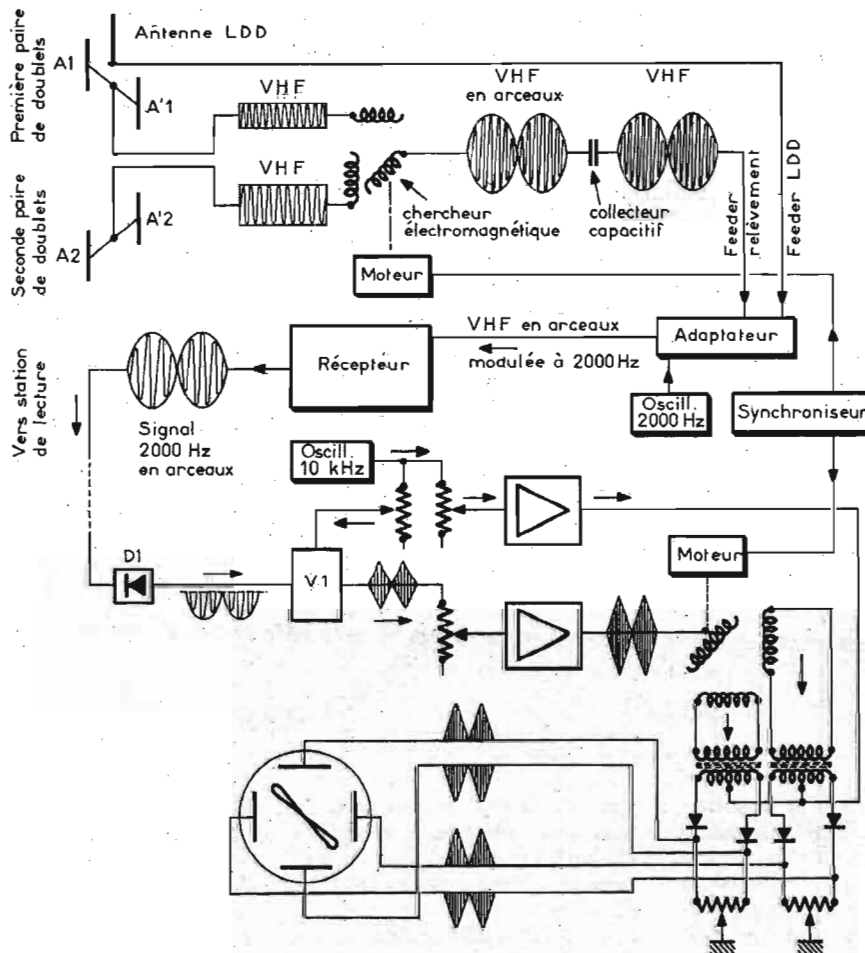 Première paire
de doublets
A1
A'1
Antenne LDD
VHF
VHF
en arceaux
VHF
Seconde paire
de doublets
A2
A'2
VHF
chercheur
électromagnétique
collecteur
capacitif
Feeder
relèvement
Feeder LDD
Moteur
Adaptateur
VHF en arceaux
modulée à 2000 Hz
Récepteur
Oscill.
2000 Hz
Synchroniseur
Vers station
de lecture
Signal
2000 Hz
en arceaux
Oscill.
10 kHz
D1
V.1
Moteur